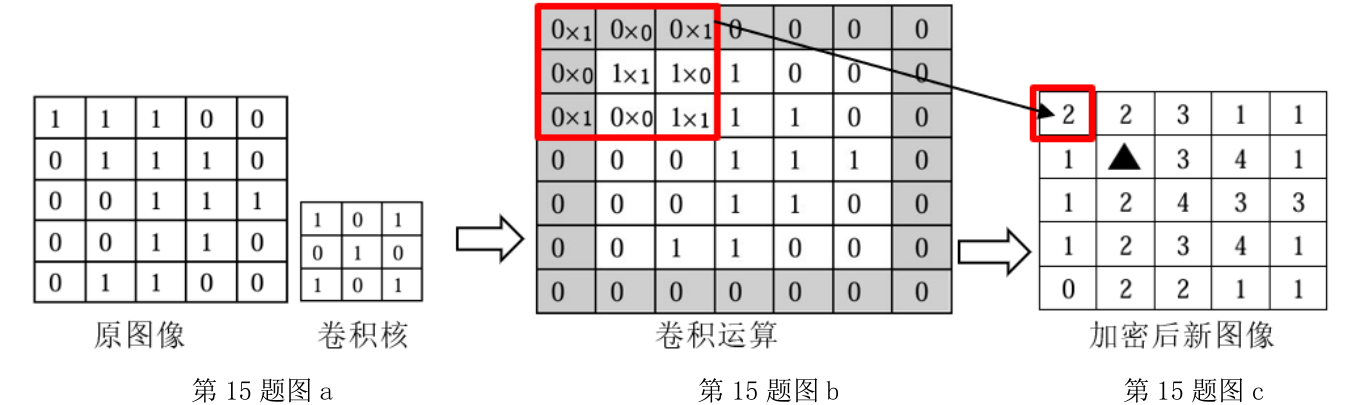 1 1 1 0 0
0 1 1 1 0
0 0 1 1 1
0 0 1 1 0
0 1 1 0 0
原图像
1 0 1
0 1 0
1 0 1
卷积核
0×1 0×0 0×1 0 0 0 0
0×0 1×1 1×0 1 0 0 0
0×1 0×0 1×1 1 1 0 0
0 0 0 1 1 1 0
0 0 0 1 1 0 0
0 0 1 1 0 0 0
0 0 0 0 0 0 0
卷积运算
2 2 3 1 1
1 ▲ 3 4 1
1 2 4 3 3
1 2 3 4 1
0 2 2 1 1
加密后新图像
第 15 题图 a
第 15 题图 b
第 15 题图 c